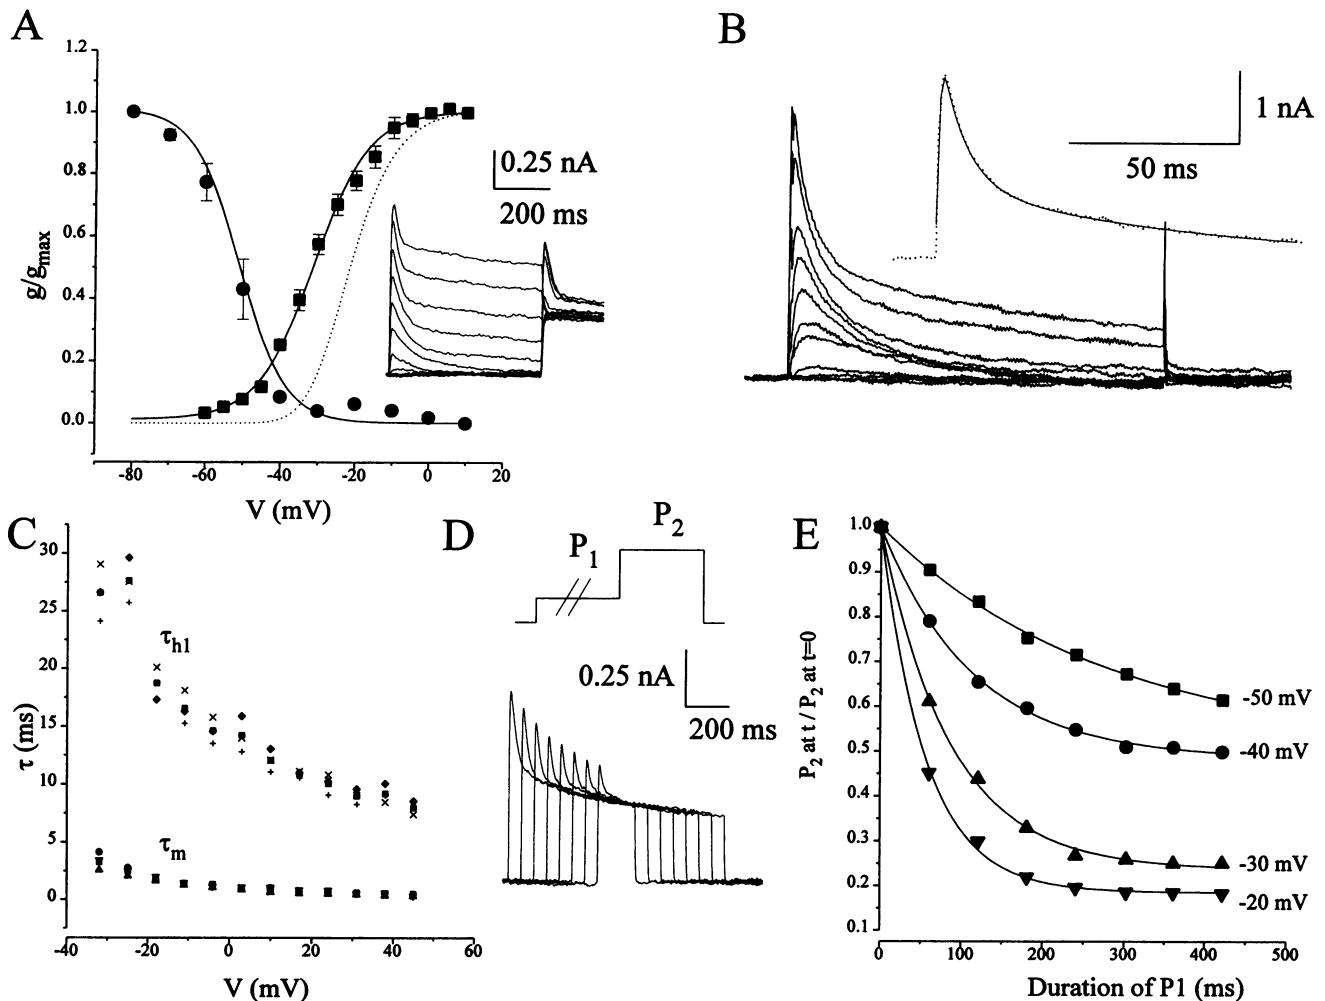 A
1.2
1.0
0.8
0.6
0.4
0.2
0.0
g/gmax
-80 -60 -40 -20 0 20
V (mV)
0.25 nA
200 ms
B
1 nA
50 ms
C
30
25
20
15
10
5
0
τ (ms)
τh1
τm
-40 -20 0 20 40 60
V (mV)
D
P1
P2
0.25 nA
200 ms
E
1.0
0.9
0.8
0.7
0.6
0.5
0.4
0.3
0.2
0.1
P2 at t / P2 at t=0
-50 mV
-40 mV
-30 mV
-20 mV
0 100 200 300 400 500
Duration of P1 (ms)